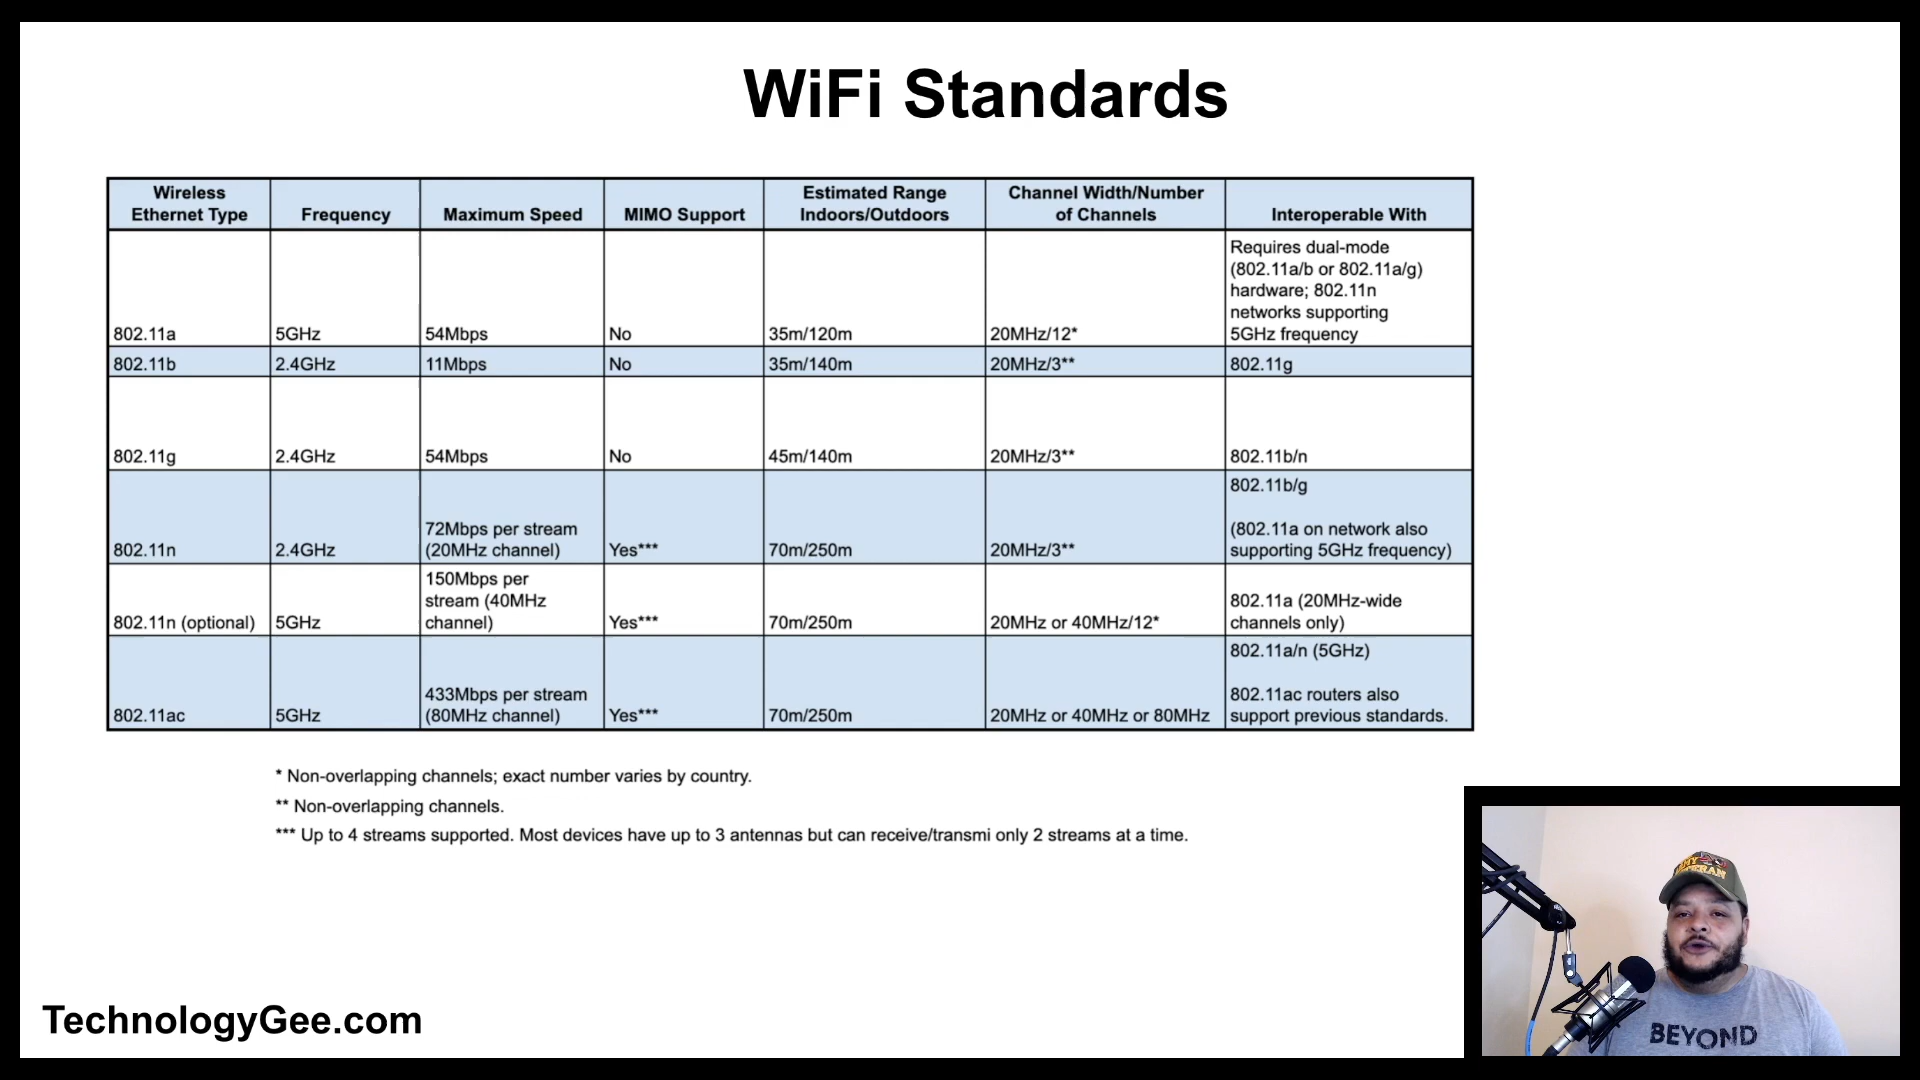 WiFi Standards
Wireless
Ethernet Type
Frequency
Maximum Speed
MIMO Support
Estimated Range
Indoors/Outdoors
Channel Width/Number
of Channels
Interoperable With
802.11a
5GHz
54Mbps
No
35m/120m
20MHz/12*
Requires dual-mode
(802.11a/b or 802.11a/g)
hardware; 802.11n
networks supporting
5GHz frequency
802.11b
2.4GHz
11Mbps
No
35m/140m
20MHz/3**
802.11g
802.11g
2.4GHz
54Mbps
No
45m/140m
20MHz/3**
802.11b/n
802.11n
2.4GHz
72Mbps per stream
(20MHz channel)
Yes***
70m/250m
20MHz/3**
802.11b/g
(802.11a on network also
supporting 5GHz frequency)
802.11n (optional)
5GHz
150Mbps per
stream (40MHz
channel)
Yes***
70m/250m
20MHz or 40MHz/12*
802.11a (20MHz-wide
channels only)
802.11ac
5GHz
433Mbps per stream
(80MHz channel)
Yes***
70m/250m
20MHz or 40MHz or 80MHz
802.11a/n (5GHz)
802.11ac routers also
support previous standards.
* Non-overlapping channels; exact number varies by country.
** Non-overlapping channels.
*** Up to 4 streams supported. Most devices have up to 3 antennas but can receive/transmi only 2 streams at a time.
TechnologyGee.com
BEYOND